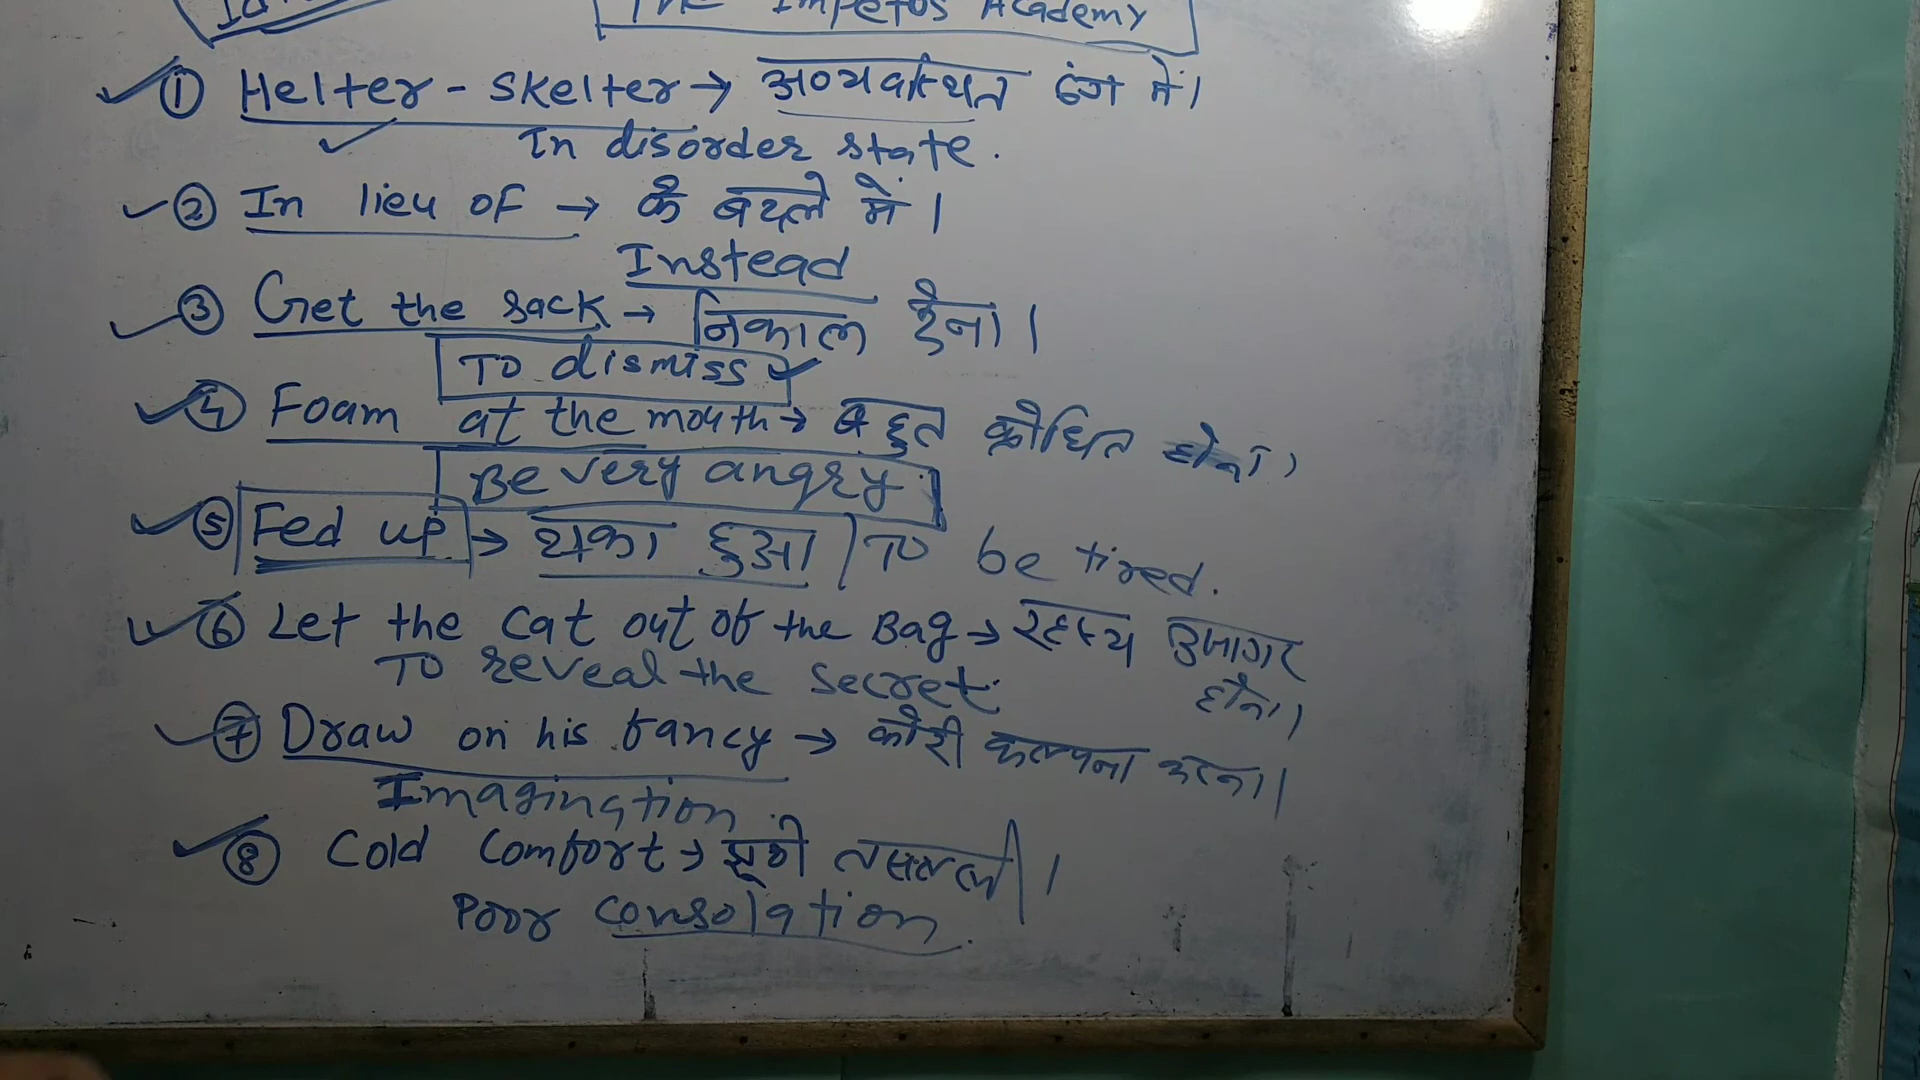 The Impetus Academy
① Helter-Skelter → अव्यवस्थित ढंग में।
In disorder state.
② In lieu of → के बदले में।
Instead
③ Get the sack → निकाल देना।
To dismiss
④ Foam at the mouth → बहुत क्रोधित होना।
Be very angry.
⑤ Fed up → थका हुआ। To be tired.
⑥ Let the cat out of the Bag → रहस्य उजागर
होना।
To reveal the secret.
⑦ Draw on his fancy → कोरी कल्पना करना।
Imagination.
⑧ Cold Comfort → झूठी तसल्ली।
Poor consolation.